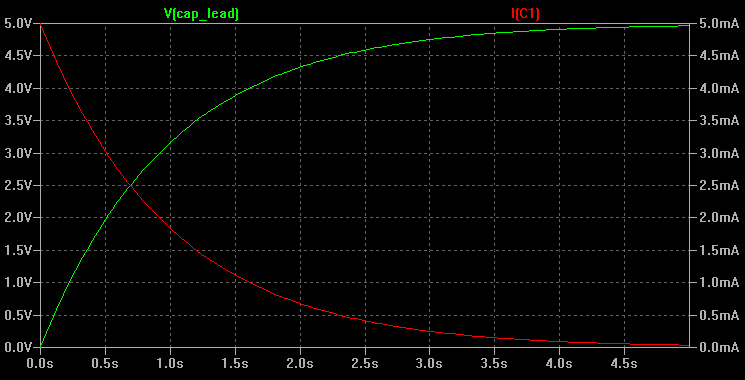 V(cap_lead) I(C1)
5.0V 5.0mA
4.5V 4.5mA
4.0V 4.0mA
3.5V 3.5mA
3.0V 3.0mA
2.5V 2.5mA
2.0V 2.0mA
1.5V 1.5mA
1.0V 1.0mA
0.5V 0.5mA
0.0V 0.0mA
0.0s 0.5s 1.0s 1.5s 2.0s 2.5s 3.0s 3.5s 4.0s 4.5s